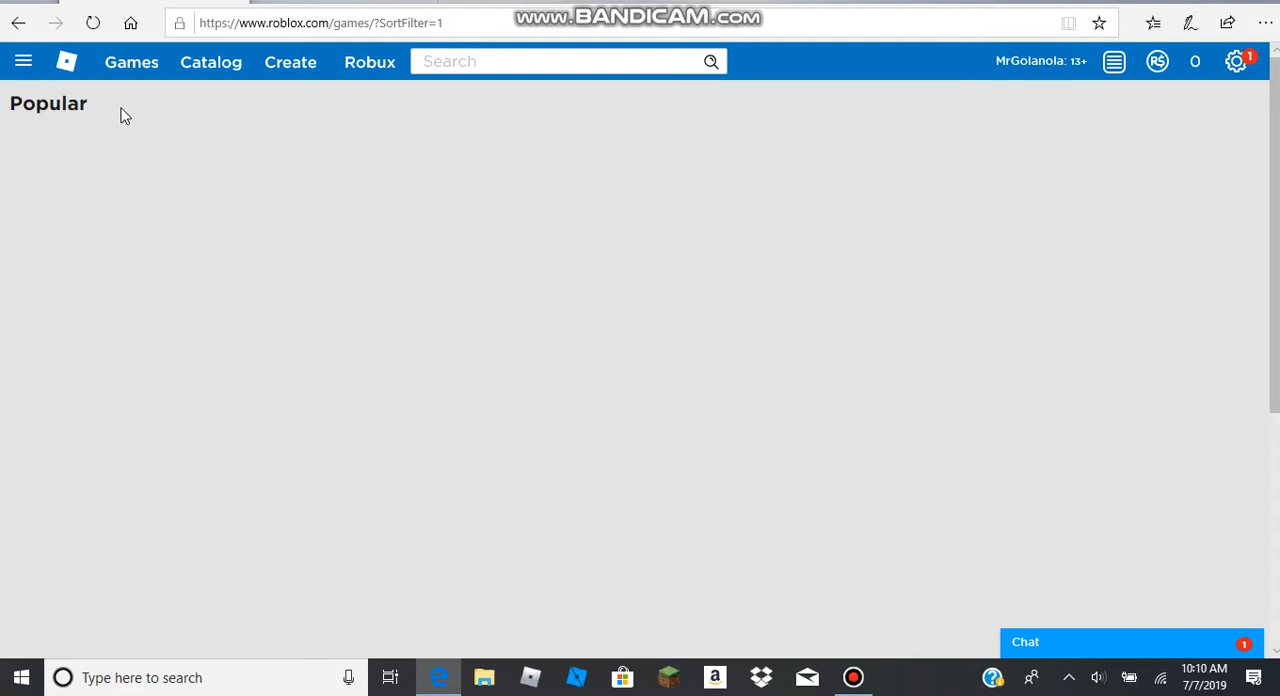 https://www.roblox.com/games/?SortFilter=1
www.BANDICAM.com
Games Catalog Create Robux Search MrGolanola: 13+ R$ 0 1
Popular
Chat 1
Type here to search a 10:10 AM
7/7/2019